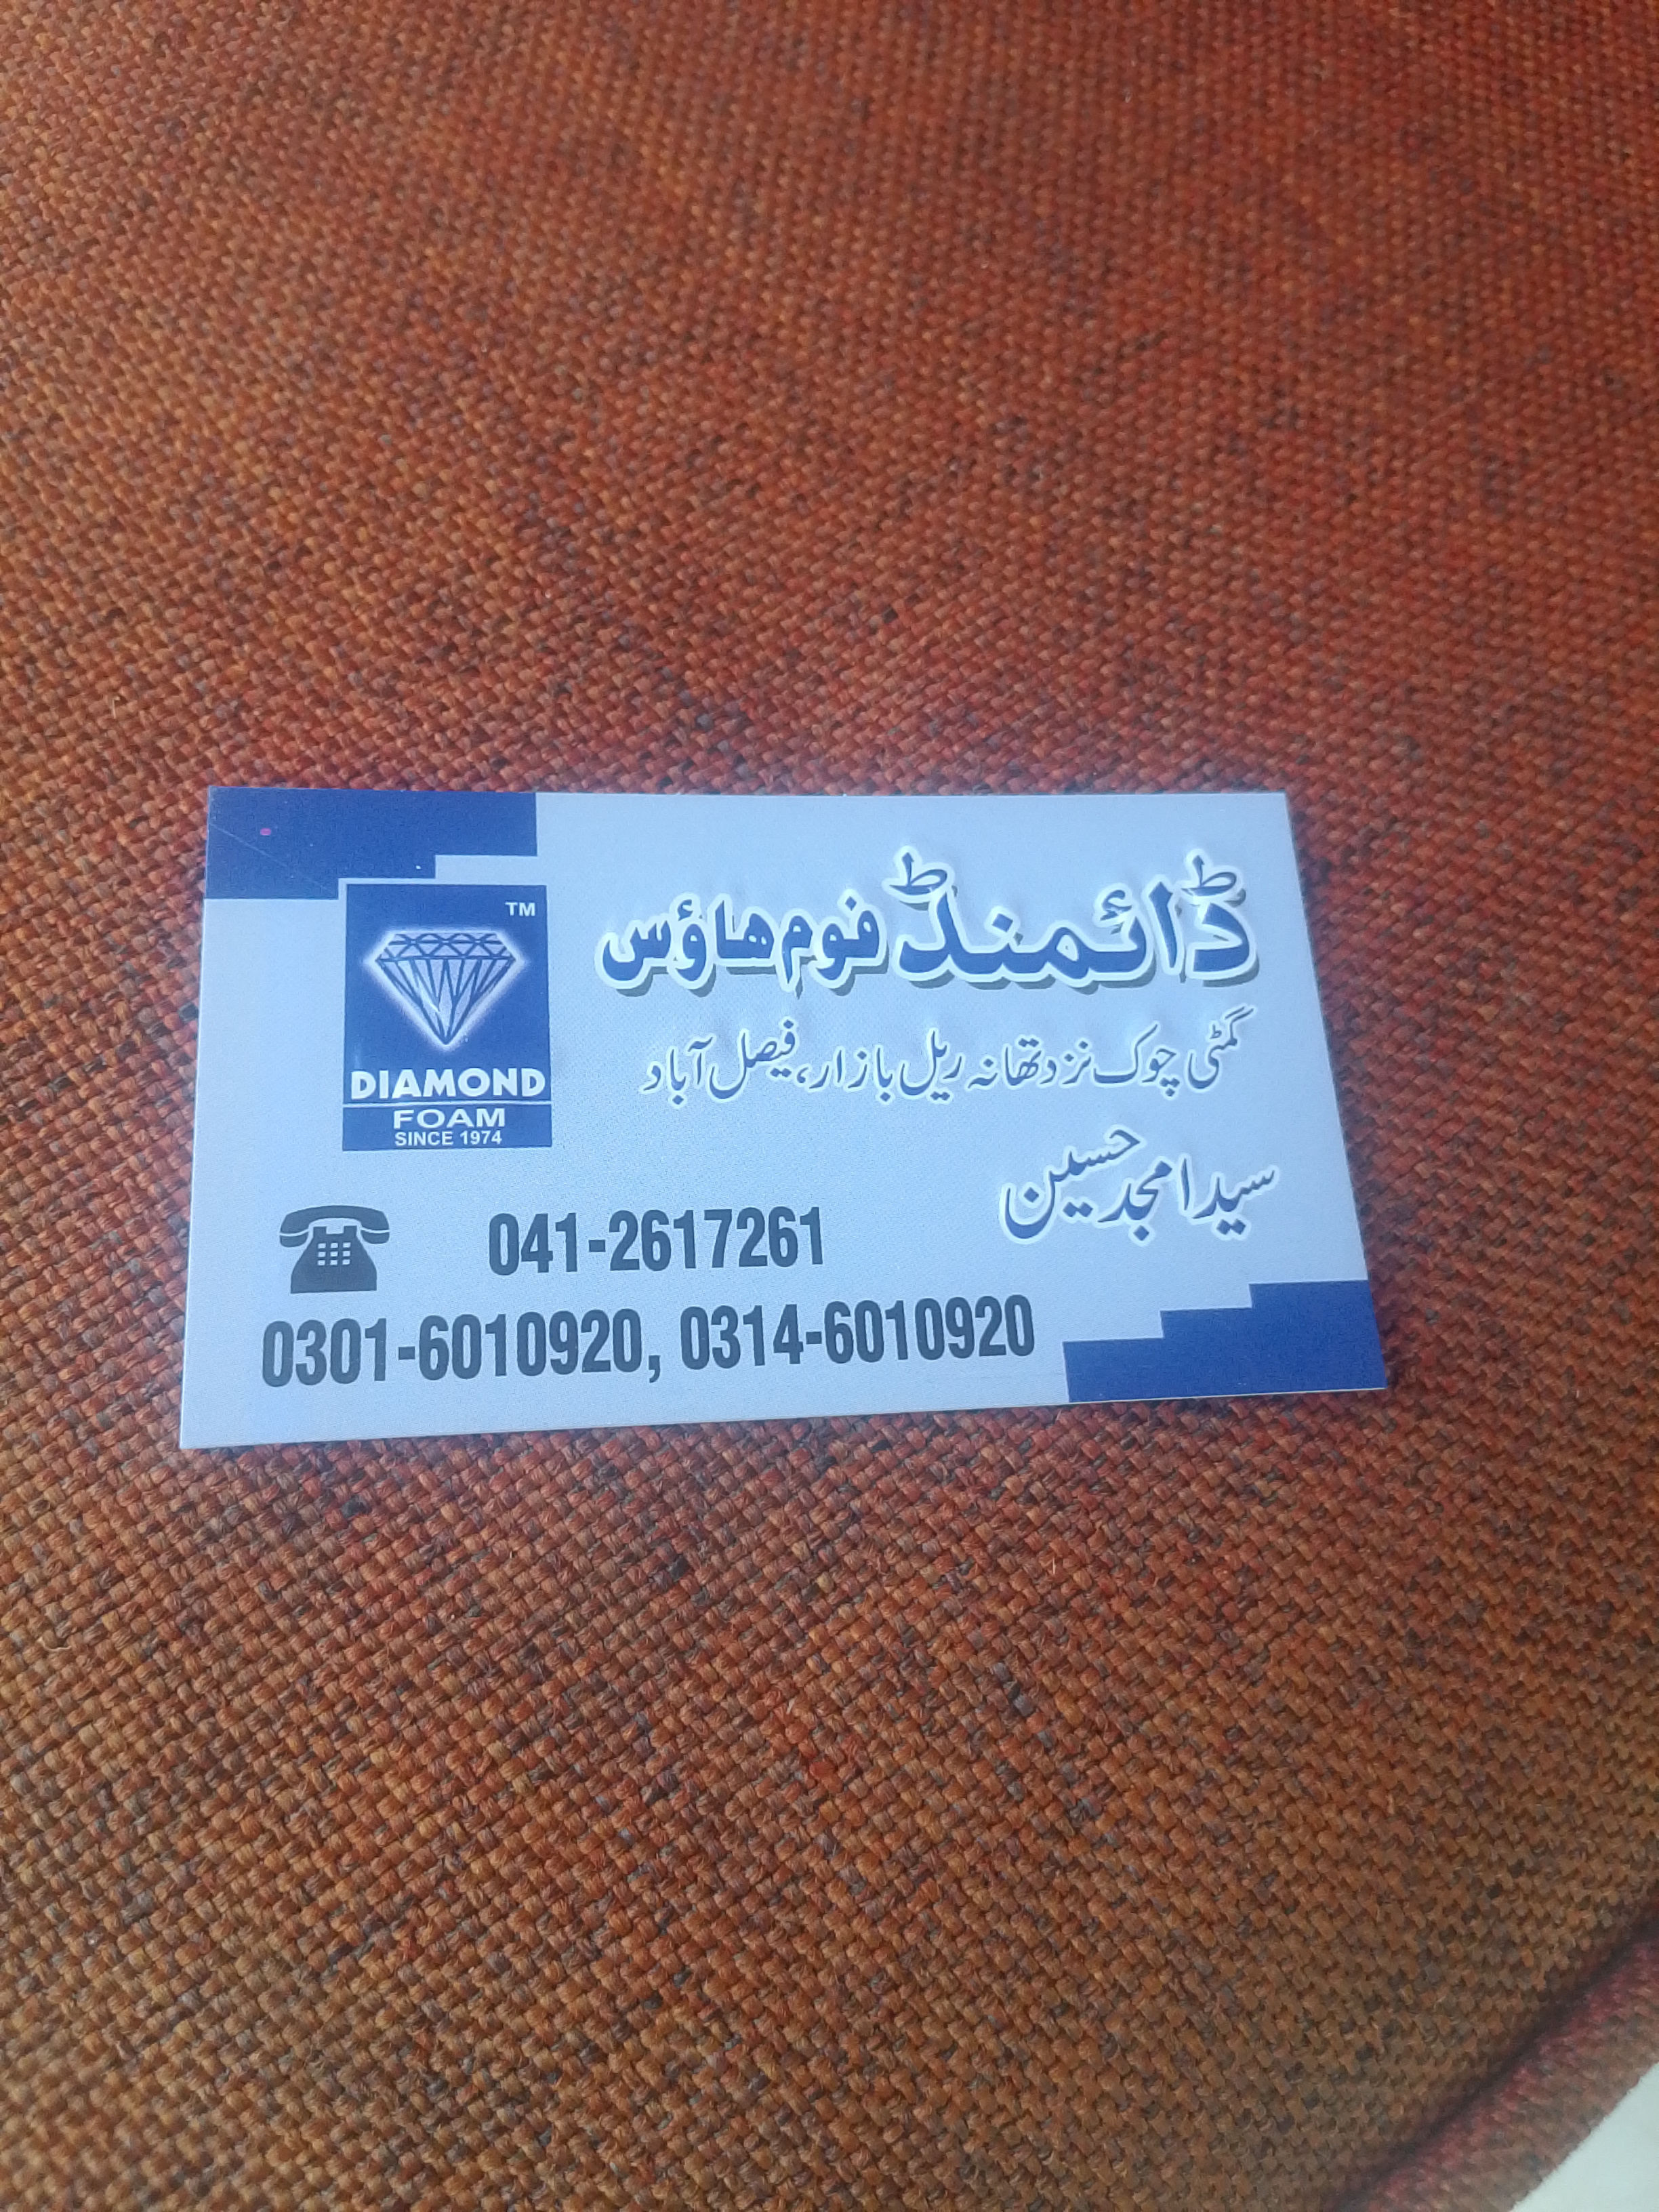 ڈائمنڈ فوم ھاؤس
TM
DIAMOND
FOAM
SINCE 1974
گمٹی چوک نزد تھانہ ریل بازار، فیصل آباد
سید امجد حسین
041-2617261
0301-6010920, 0314-6010920